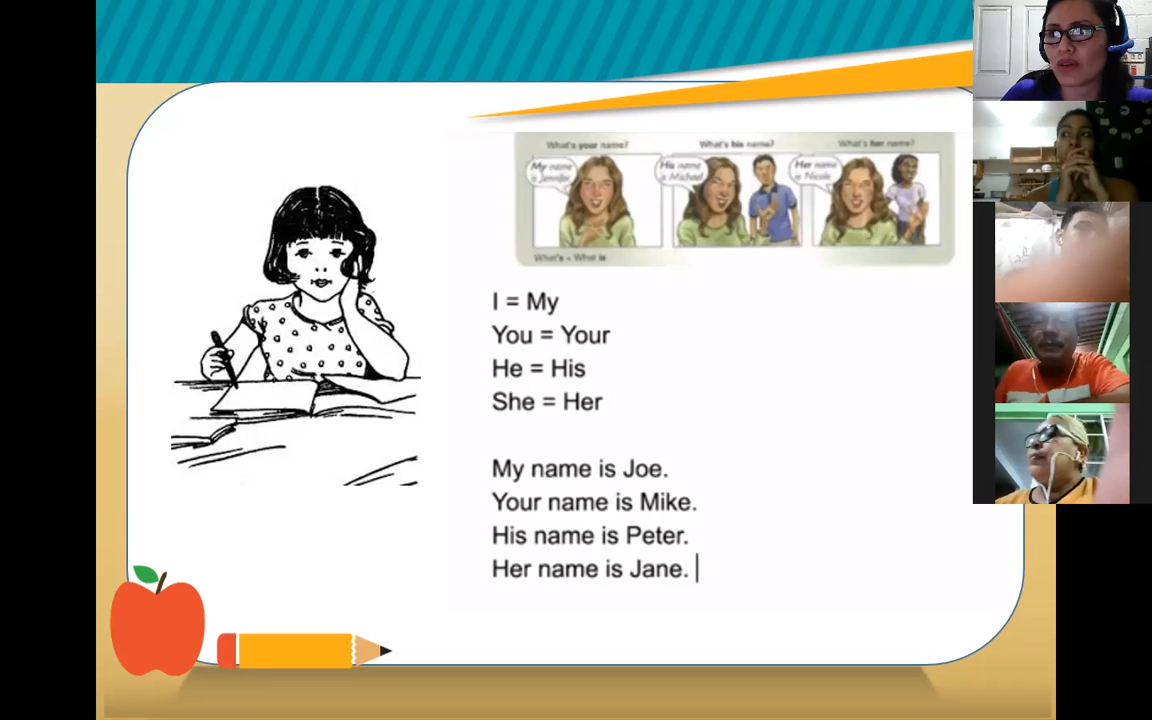 What's your name?
What's his name?
What's her name?
My name is Jennifer.
His name is Michael.
Her name is Nicole.
What's = What is
I = My
You = Your
He = His
She = Her
My name is Joe.
Your name is Mike.
His name is Peter.
Her name is Jane.